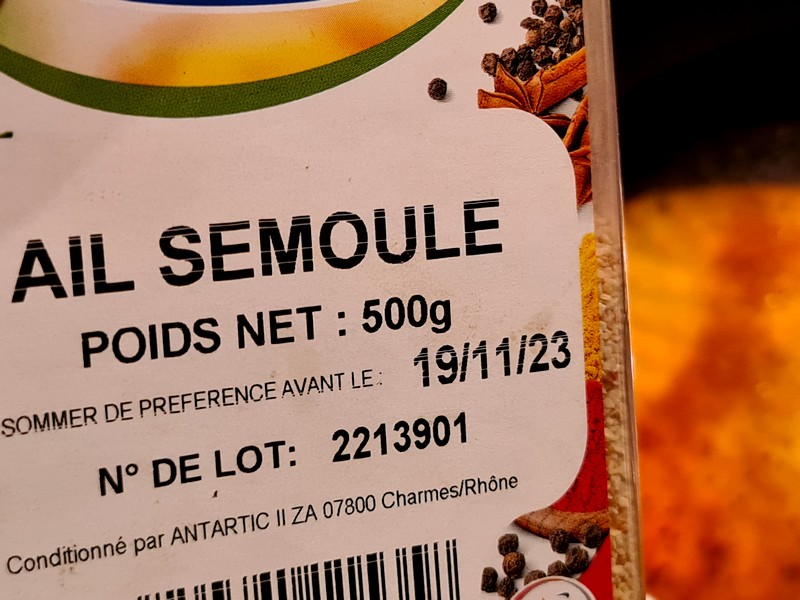 AIL SEMOULE
POIDS NET : 500g
SOMMER DE PREFERENCE AVANT LE : 19/11/23
N° DE LOT: 2213901
Conditionné par ANTARTIC II ZA 07800 Charmes/Rhône